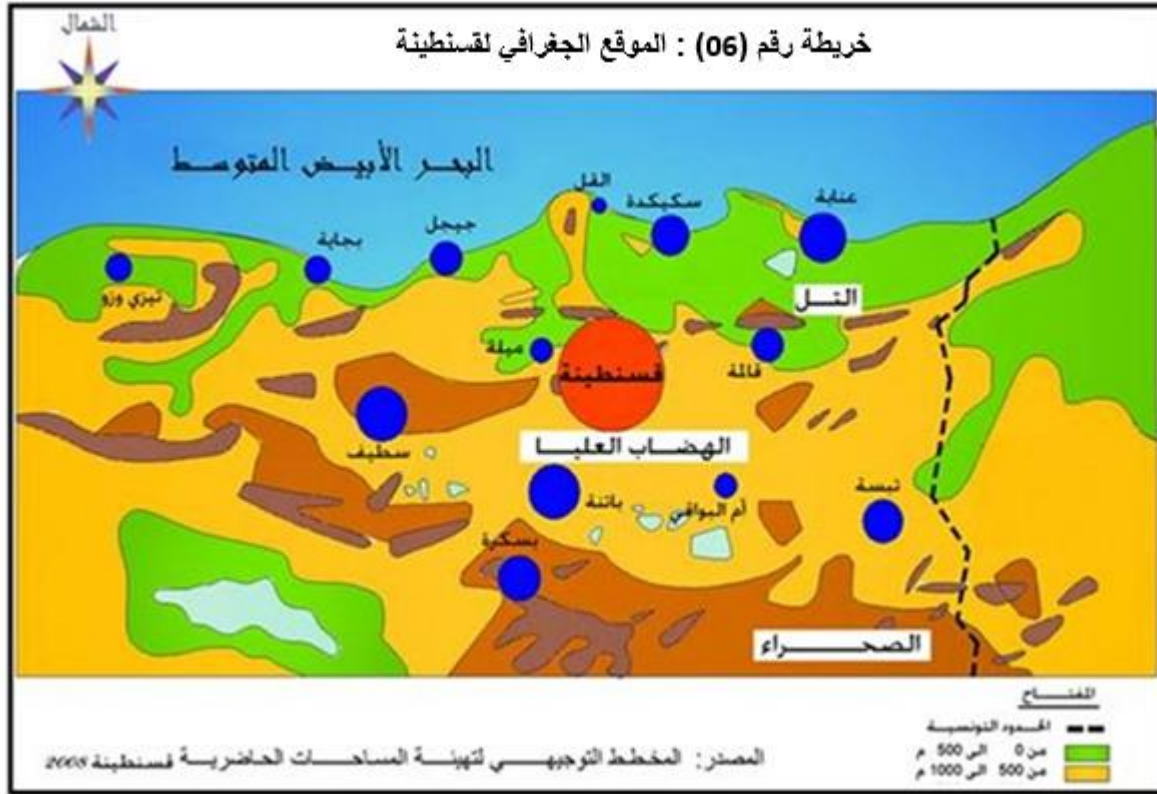 الشمال
خريطة رقم (06) : الموقع الجغرافي لقسنطينة
البحر الأبيض المتوسط
القل
سكيكدة
عنابة
جيجل
بجاية
تيزي وزو
التل
ميلة
قسنطينة
قالمة
الهضاب العليا
سطيف
باتنة
أم البواقي
تبسة
بسكرة
الصحراء
المفتاح
الحدود التونسية
من 0 الى 500 م
من 500 الى 1000 م
المصدر: المخطط التوجيهي لتهيئة المساحات الحاضرية قسنطينة 2008